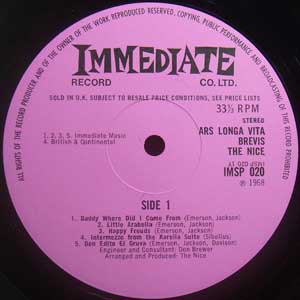 ALL RIGHTS OF THE RECORD PRODUCER AND OF THE OWNER OF THE WORK RECORDED RESERVED. COPYING, PUBLIC PERFORMANCE AND BROADCASTING OF THIS RECORD PROHIBITED
IMMEDIATE
RECORD CO. LTD.
SOLD IN U.K. SUBJECT TO RESALE PRICE CONDITIONS, SEE PRICE LISTS
33⅓ RPM
STEREO
1, 2, 3, 5. Immediate Music
4. British & Continental
ARS LONGA VITA
BREVIS
THE NICE
IMSP 020
℗ 1968
SIDE 1
1. Daddy Where Did I Come From (Emerson, Jackson)
2. Little Arabella (Emerson, Jackson)
3. Happy Freuds (Emerson, Jackson)
4. Intermezzo from the Karelia Suite (Sibelius)
5. Don Edito El Gruva (Emerson, Jackson, Davison)
Engineer and Consultant: Don Brewer
Arranged and Produced: The Nice